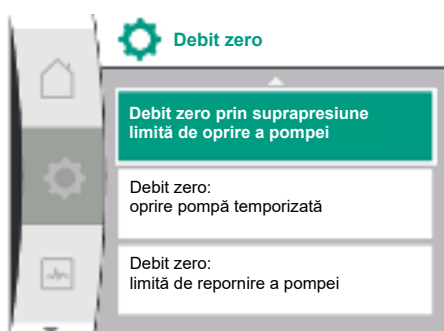 Debit zero
Debit zero prin suprapresiune
limită de oprire a pompei
Debit zero:
oprire pompă temporizată
Debit zero:
limită de repornire a pompei